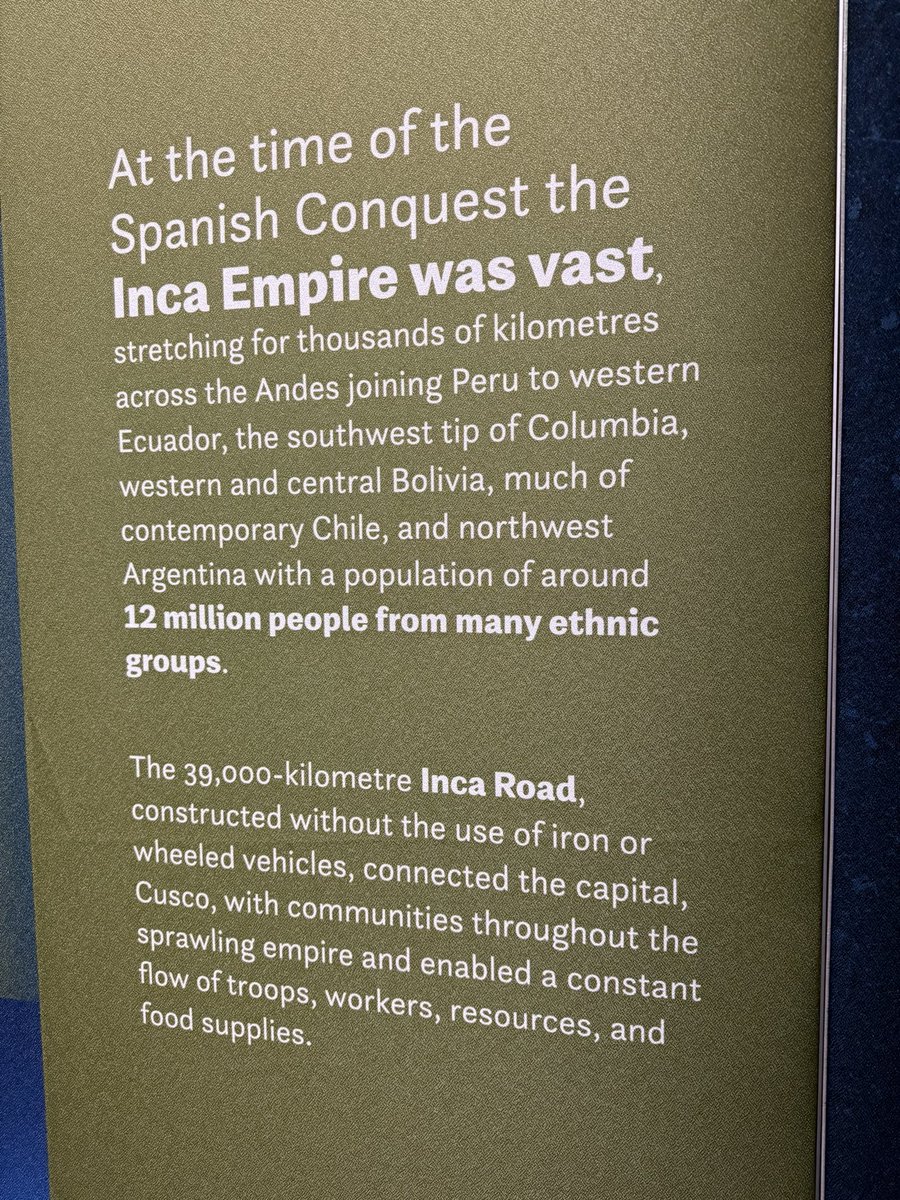 At the time of the
Spanish Conquest the
Inca Empire was vast,
stretching for thousands of kilometres
across the Andes joining Peru to western
Ecuador, the southwest tip of Columbia,
western and central Bolivia, much of
contemporary Chile, and northwest
Argentina with a population of around
12 million people from many ethnic
groups.
The 39,000-kilometre Inca Road,
constructed without the use of iron or
wheeled vehicles, connected the capital,
Cusco, with communities throughout the
sprawling empire and enabled a constant
flow of troops, workers, resources, and
food supplies.